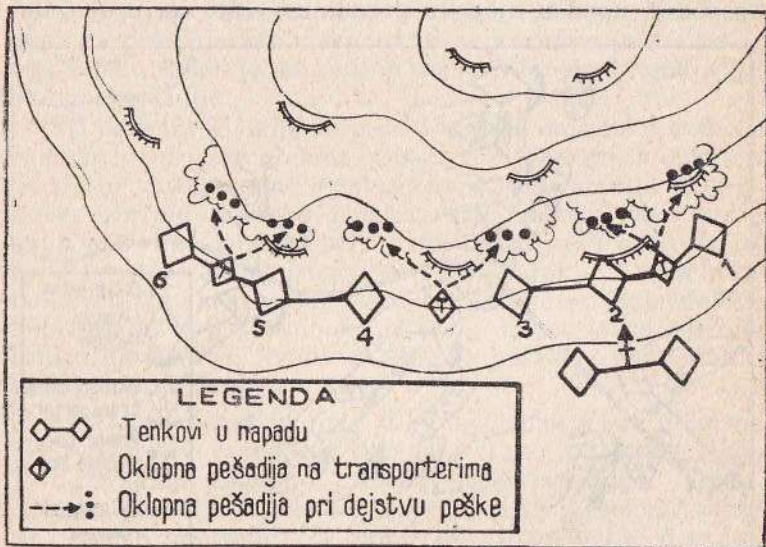 6 5 4 3 2 1
LEGENDA
Tenkovi u napadu
Oklopna pešadija na transporterima
Oklopna pešadija pri dejstvu peške